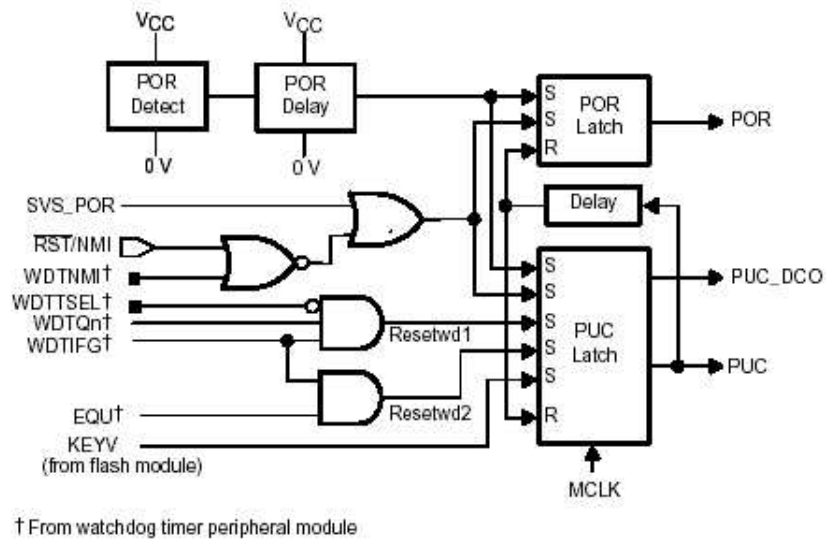 VCC
VCC
POR
Detect
POR
Delay
0 V
0 V
S
S
R
POR
Latch
POR
SVS_POR
Delay
RST/NMI
WDTNMI†
WDTTSEL†
WDTQn†
WDTIFG†
Resetwd1
EQU†
Resetwd2
KEYV
(from flash module)
S
S
S
S
S
R
PUC
Latch
PUC_DCO
PUC
MCLK
† From watchdog timer peripheral module